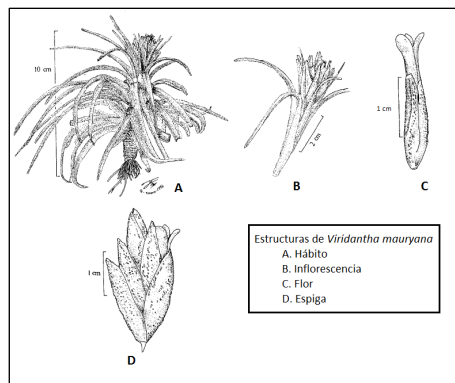 10 cm
A
2 cm
B
1 cm
C
1 cm
D
Estructuras de Viridantha mauryana
A. Hábito
B. Inflorescencia
C. Flor
D. Espiga